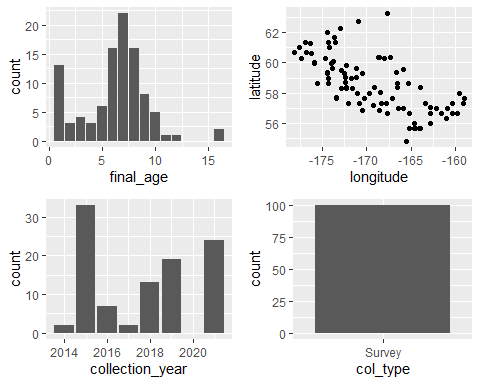 20
15
10
5
0
count
0 5 10 15
final_age
62
60
58
56
latitude
-175 -170 -165 -160
longitude
30
20
10
0
count
2014 2016 2018 2020
collection_year
100
75
50
25
0
count
Survey
col_type